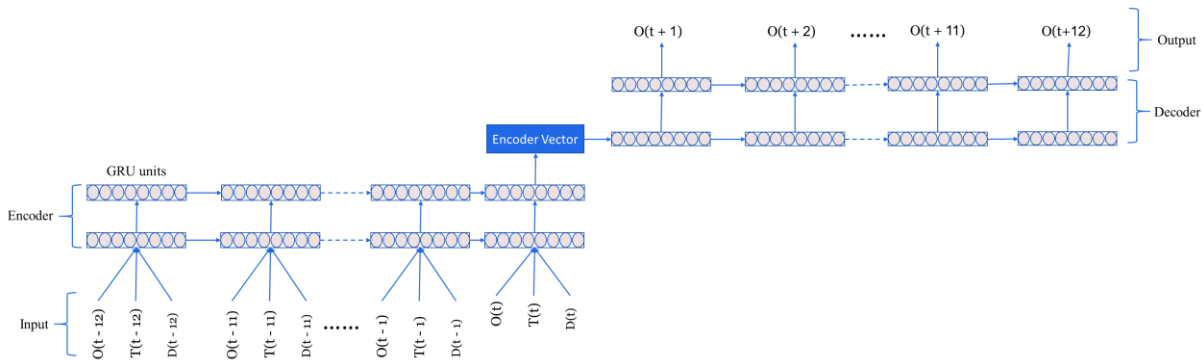 O(t + 1)
O(t + 2)
......
O(t + 11)
O(t+12)
Output
Decoder
Encoder Vector
GRU units
Encoder
Input
O(t - 12)
T(t - 12)
D(t - 12)
O(t - 11)
T(t - 11)
D(t - 11)
......
O(t - 1)
T(t - 1)
D(t - 1)
O(t)
T(t)
D(t)